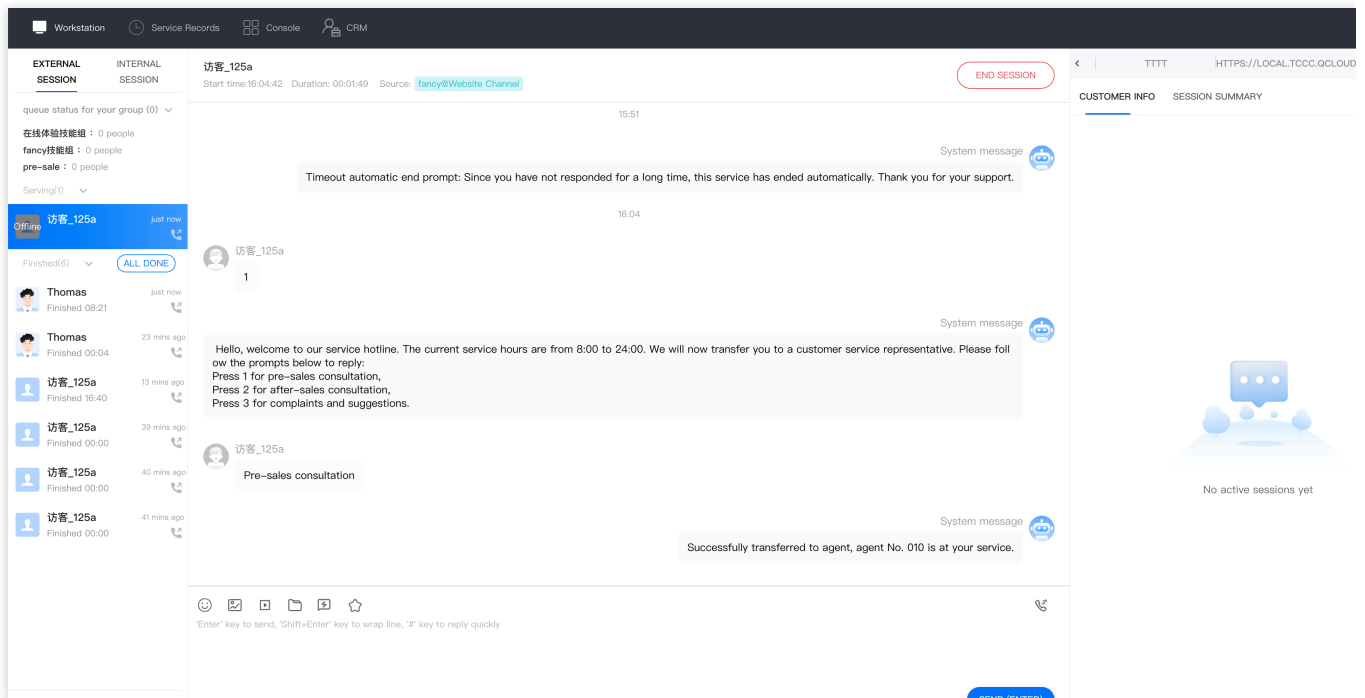 Workstation
Service Records
Console
CRM
EXTERNAL SESSION
INTERNAL SESSION
queue status for your group (0)
在线体验技能组： 0 people
fancy技能组： 0 people
pre-sale： 0 people
Serving(1)
Offline
访客_125a
just now
Finished(6)
ALL DONE
Thomas
just now
Finished 08:21
Thomas
23 mins ago
Finished 00:04
访客_125a
13 mins ago
Finished 16:40
访客_125a
39 mins ago
Finished 00:00
访客_125a
40 mins ago
Finished 00:00
访客_125a
41 mins ago
Finished 00:00
访客_125a
Start time:16:04:42 Duration: 00:01:49 Source: fancy@Website Channel
END SESSION
15:51
System message
Timeout automatic end prompt: Since you have not responded for a long time, this service has ended automatically. Thank you for your support.
16:04
访客_125a
1
System message
Hello, welcome to our service hotline. The current service hours are from 8:00 to 24:00. We will now transfer you to a customer service representative. Please foll
ow the prompts below to reply:
Press 1 for pre-sales consultation,
Press 2 for after-sales consultation,
Press 3 for complaints and suggestions.
访客_125a
Pre-sales consultation
System message
Successfully transferred to agent, agent No. 010 is at your service.
'Enter' key to send, 'Shift+Enter' key to wrap line, '#' key to reply quickly
SEND (ENTER)
TTTT
HTTPS://LOCAL.TCCC.QCLOUD
CUSTOMER INFO
SESSION SUMMARY
No active sessions yet